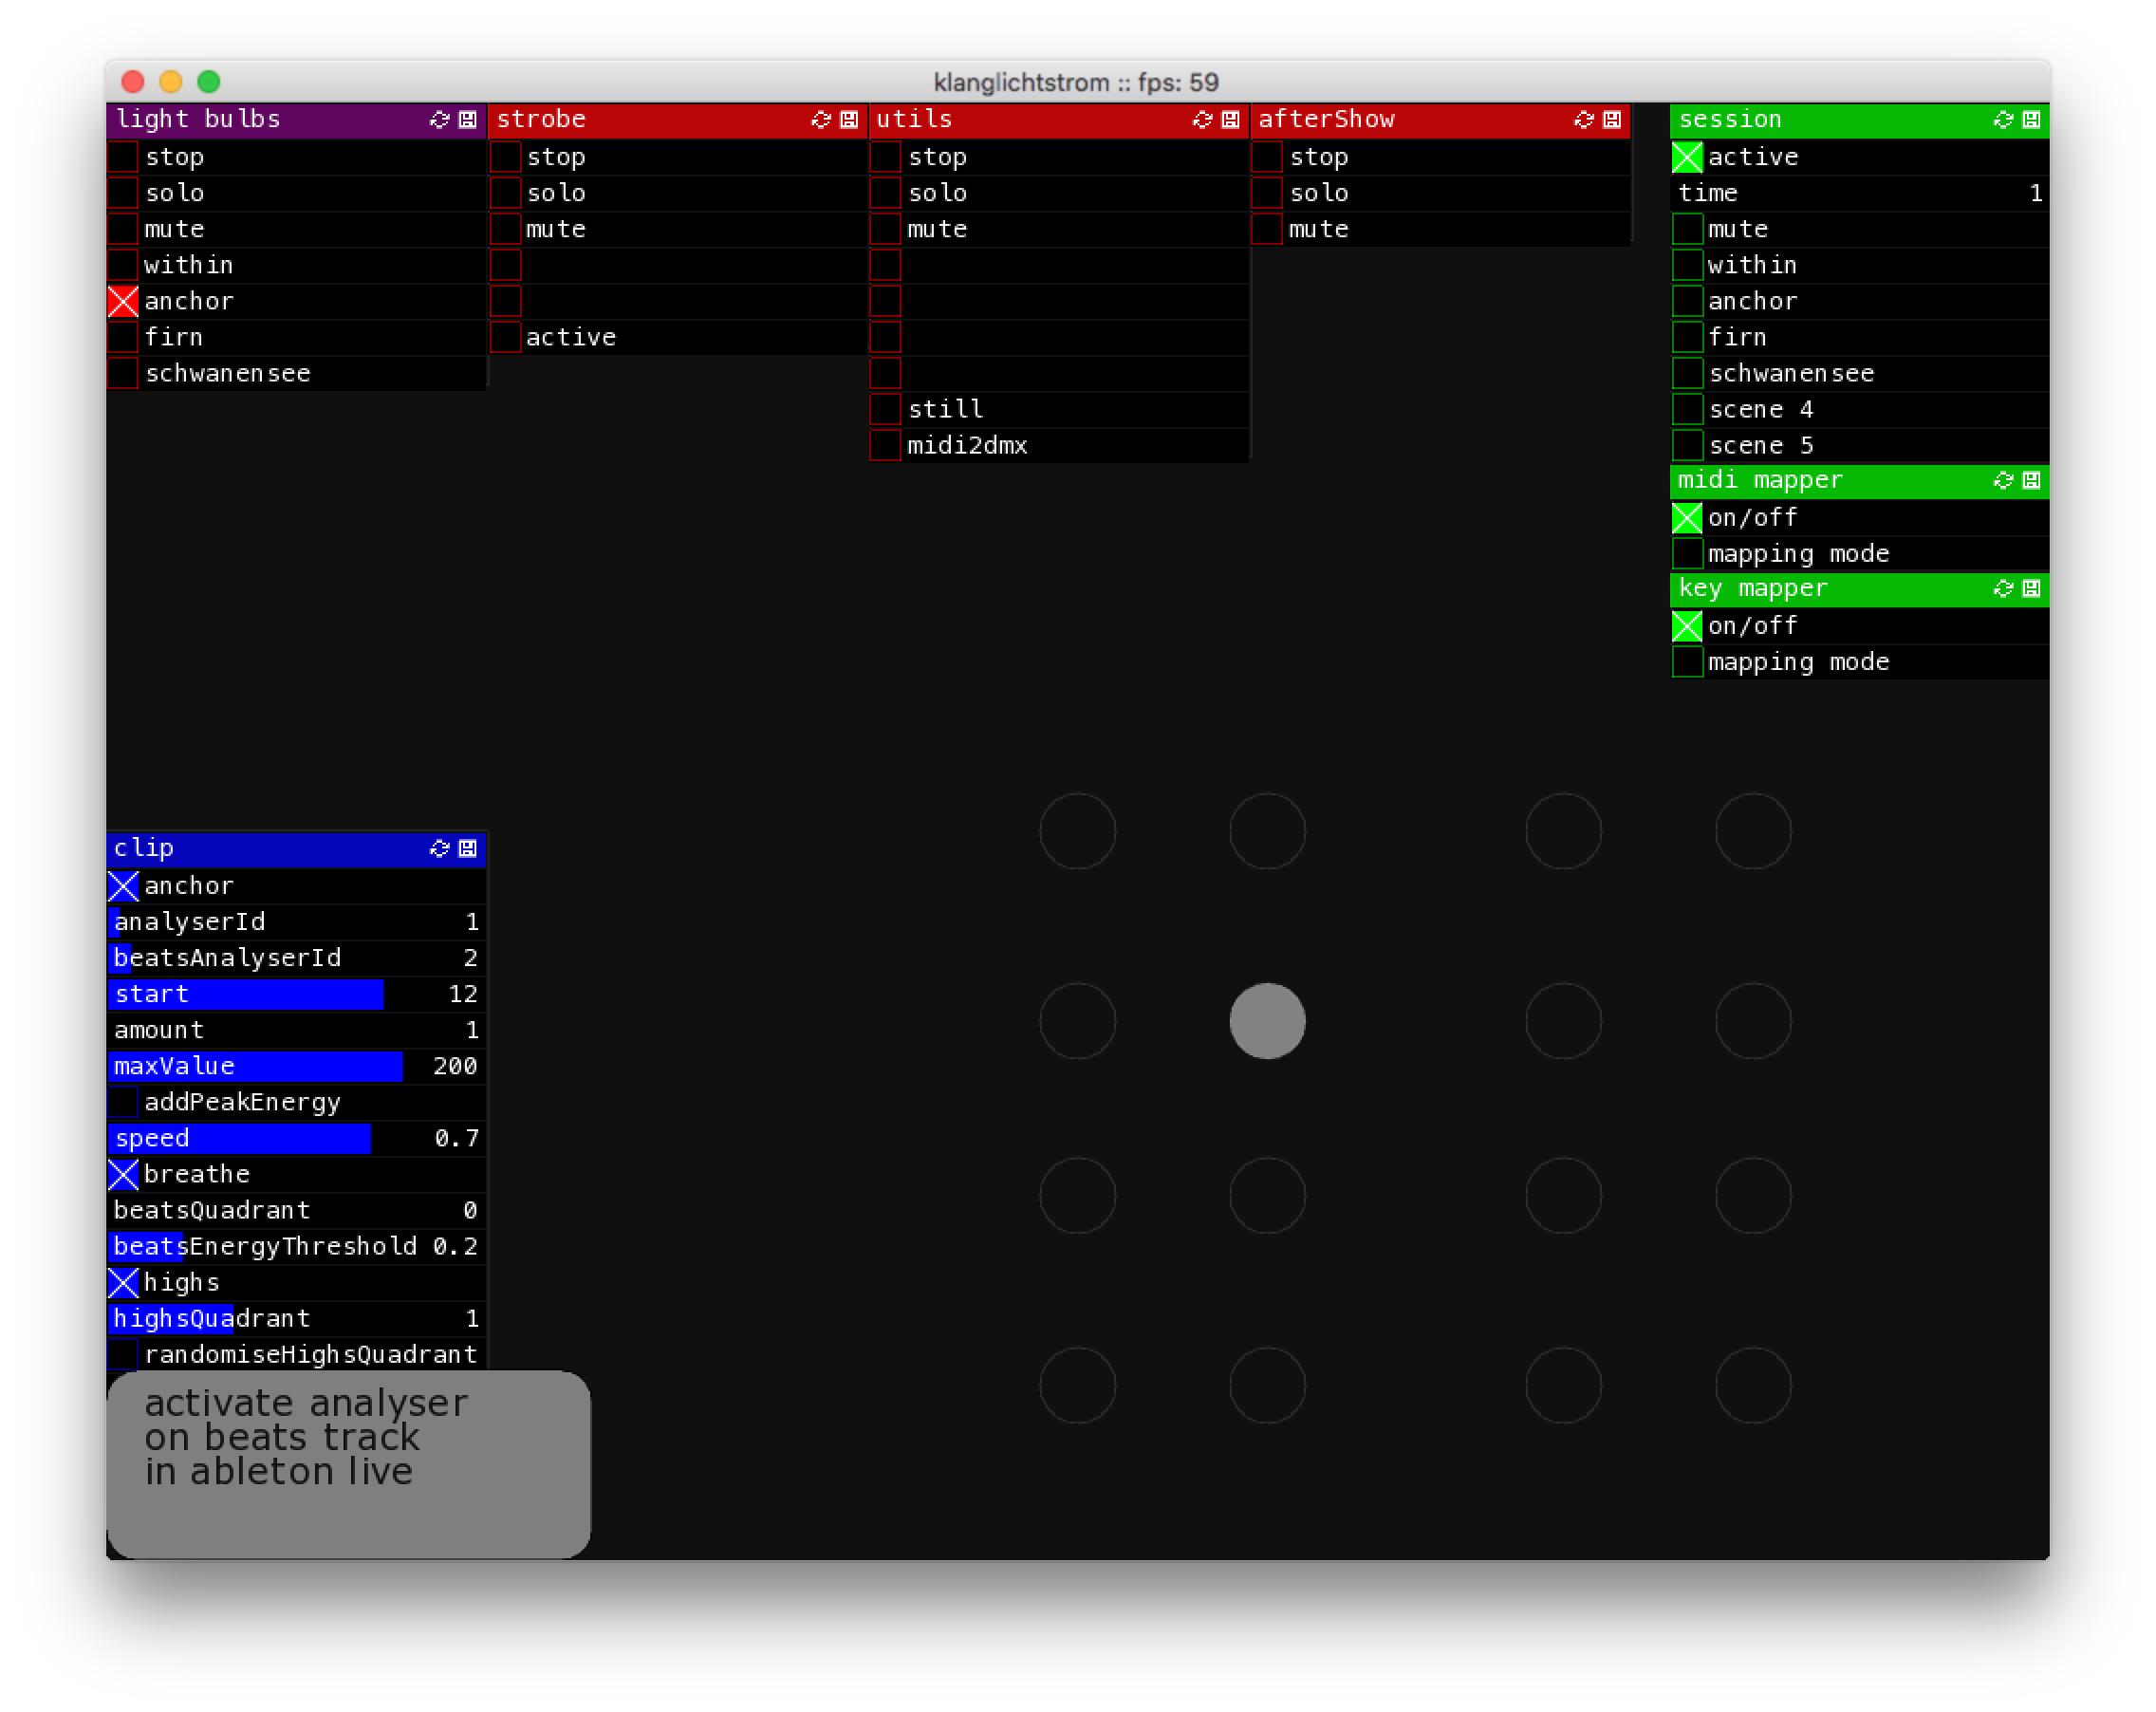 klanglichtstrom :: fps: 59
light bulbs
stop
solo
mute
within
anchor
firn
schwanensee
strobe
stop
solo
mute
active
utils
stop
solo
mute
still
midi2dmx
afterShow
stop
solo
mute
session
active
time 1
mute
within
anchor
firn
schwanensee
scene 4
scene 5
midi mapper
on/off
mapping mode
key mapper
on/off
mapping mode
clip
anchor
analyserId 1
beatsAnalyserId 2
start 12
amount 1
maxValue 200
addPeakEnergy
speed 0.7
breathe
beatsQuadrant 0
beatsEnergyThreshold 0.2
highs
highsQuadrant 1
randomiseHighsQuadrant
activate analyser
on beats track
in ableton live